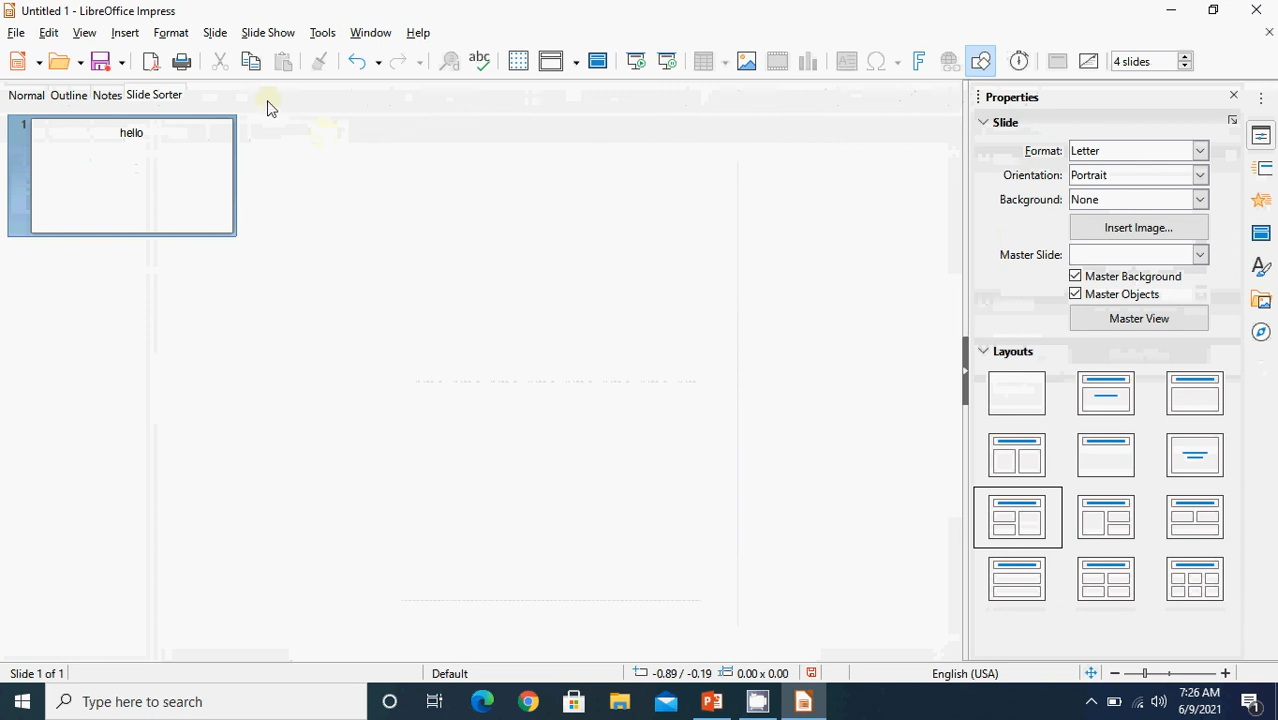 Untitled 1 - LibreOffice Impress
File Edit View Insert Format Slide Slide Show Tools Window Help
abc
4 slides
Normal Outline Notes Slide Sorter
1
hello
Properties
Slide
Format: Letter
Orientation: Portrait
Background: None
Insert Image...
Master Slide:
Master Background
Master Objects
Master View
Layouts
Slide 1 of 1
Default
-0.89 / -0.19
0.00 x 0.00
English (USA)
Type here to search
7:26 AM
6/9/2021
1